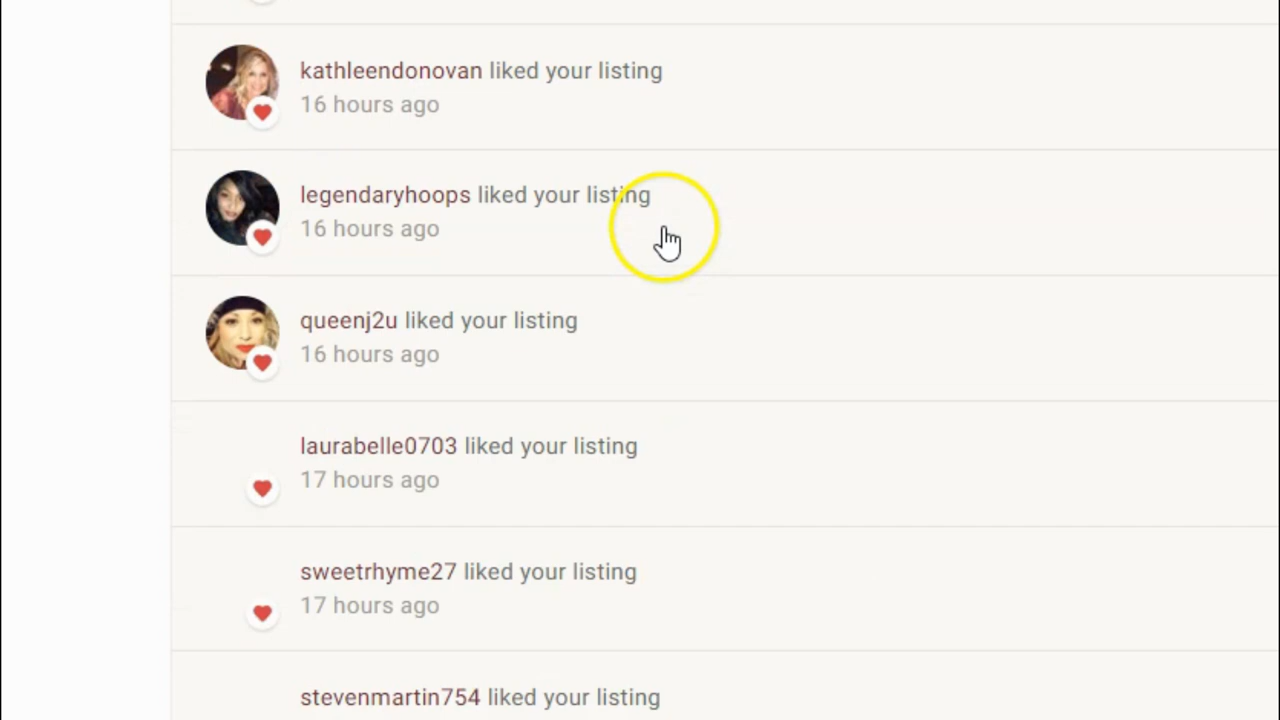 kathleendonovan liked your listing
16 hours ago
legendaryhoops liked your listing
16 hours ago
queenj2u liked your listing
16 hours ago
laurabelle0703 liked your listing
17 hours ago
sweetrhyme27 liked your listing
17 hours ago
stevenmartin754 liked your listing